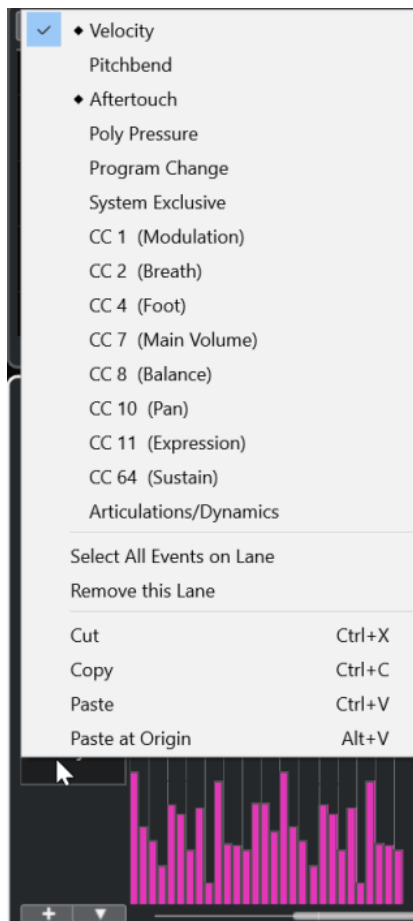 ◆ Velocity
Pitchbend
◆ Aftertouch
Poly Pressure
Program Change
System Exclusive
CC 1 (Modulation)
CC 2 (Breath)
CC 4 (Foot)
CC 7 (Main Volume)
CC 8 (Balance)
CC 10 (Pan)
CC 11 (Expression)
CC 64 (Sustain)
Articulations/Dynamics
Select All Events on Lane
Remove this Lane
Cut Ctrl+X
Copy Ctrl+C
Paste Ctrl+V
Paste at Origin Alt+V